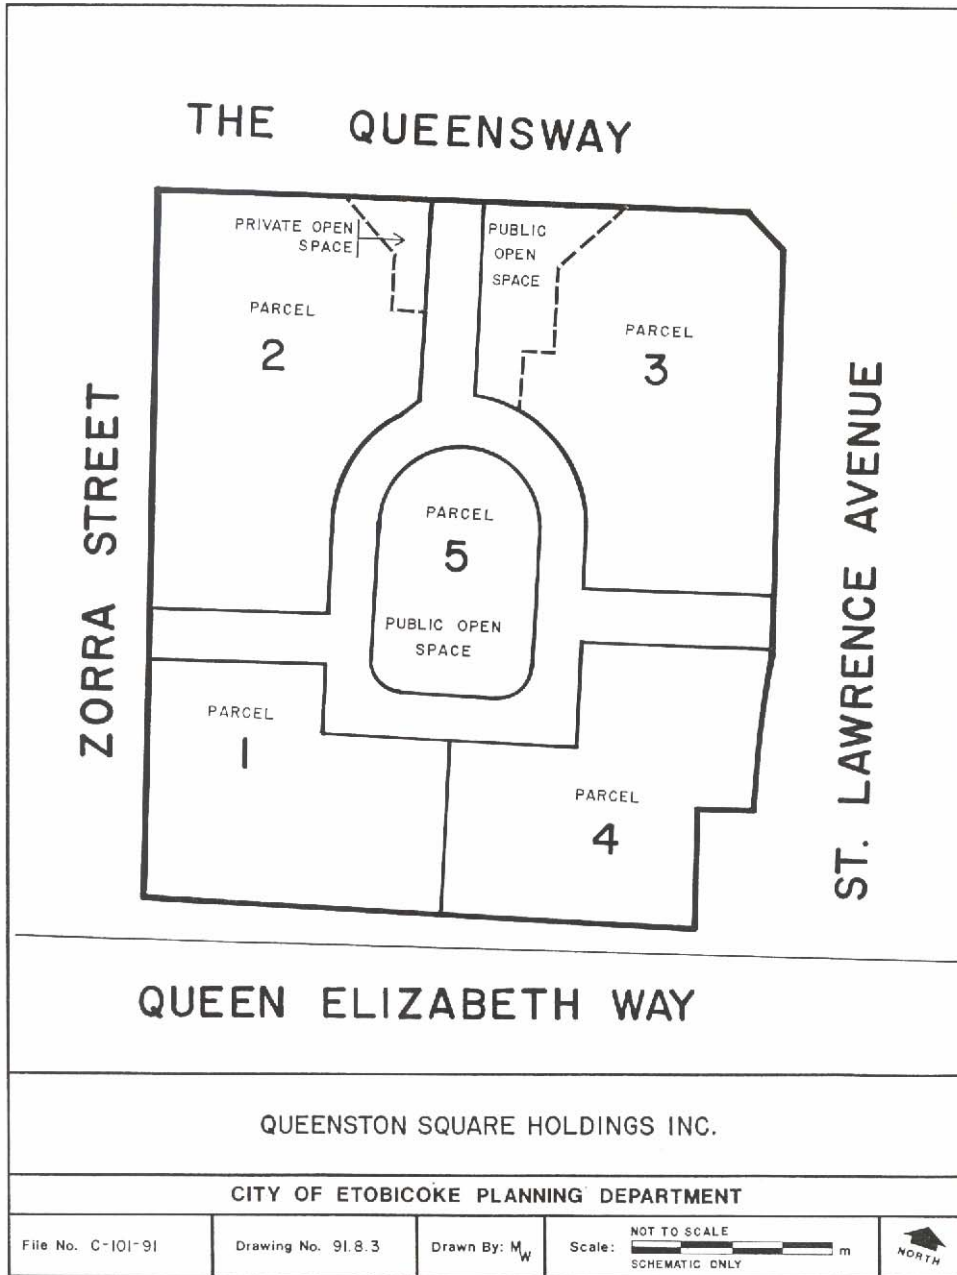 THE QUEENSWAY
PRIVATE OPEN
SPACE
PUBLIC
OPEN
SPACE
PARCEL
2
PARCEL
3
ZORRA STREET
ST. LAWRENCE AVENUE
PARCEL
5
PUBLIC OPEN
SPACE
PARCEL
1
PARCEL
4
QUEEN ELIZABETH WAY
QUEENSTON SQUARE HOLDINGS INC.
CITY OF ETOBICOKE PLANNING DEPARTMENT
File No. C-101-91
Drawing No. 91.8.3
Drawn By: MW
Scale:
NOT TO SCALE
m
SCHEMATIC ONLY
NORTH